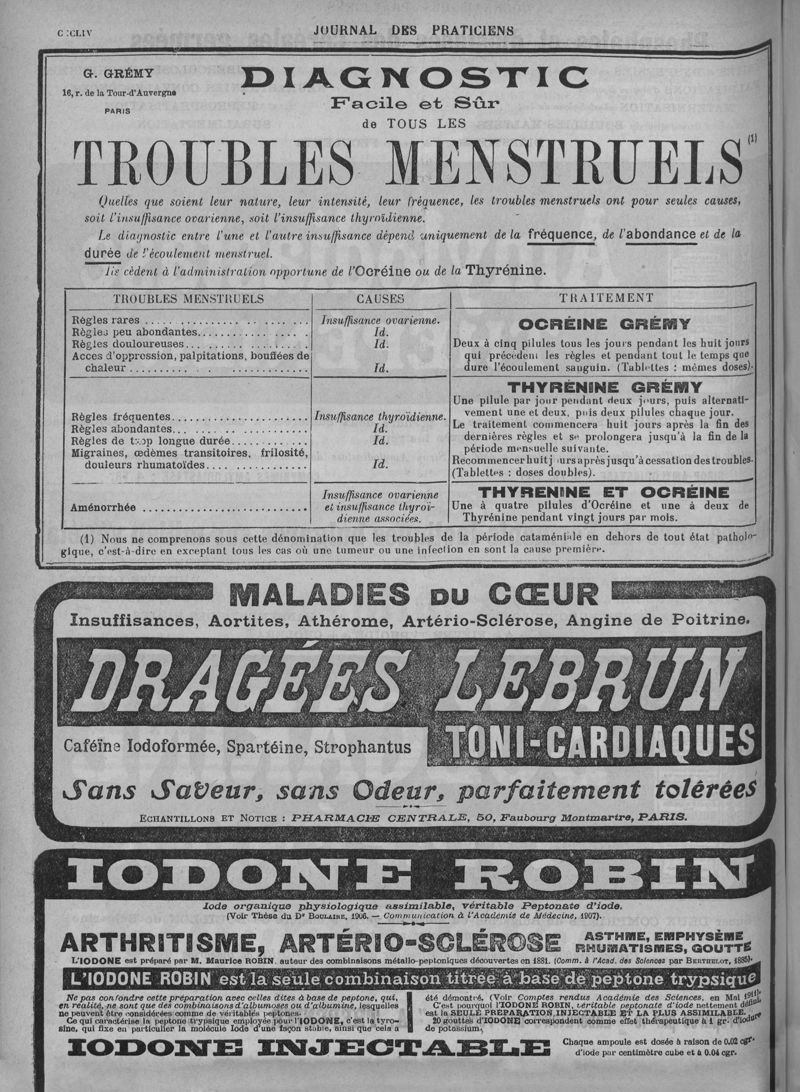 C CLIV
JOURNAL DES PRATICIENS
G. GRÉMY
16, r. de la Tour-d'Auvergne
PARIS
DIAGNOSTIC
Facile et Sûr
de TOUS LES
TROUBLES MENSTRUELS (1)
Quelles que soient leur nature, leur intensité, leur fréquence, les troubles menstruels ont pour seules causes,
soit l'insuffisance ovarienne, soit l'insuffisance thyroïdienne.
Le diagnostic entre l'une et l'autre insuffisance dépend uniquement de la fréquence, de l'abondance et de la
durée de l'écoulement menstruel.
Ils cèdent à l'administration opportune de l'Ocréine ou de la Thyrénine.
TROUBLES MENSTRUELS
CAUSES
TRAITEMENT
Règles rares
Insuffisance ovarienne.
Règles peu abondantes
Id.
Règles douloureuses
Id.
Acces d'oppression, palpitations, bouffées de
chaleur
Id.
OCRÉINE GRÉMY
Deux à cinq pilules tous les jours pendant les huit jours
qui précèdent les règles et pendant tout le temps que
dure l'écoulement sanguin. (Tablettes : mêmes doses).
Règles fréquentes
Insuffisance thyroïdienne.
Règles abondantes
Id.
Règles de trop longue durée
Id.
Migraines, œdèmes transitoires, frilosité,
douleurs rhumatoïdes
Id.
THYRÉNINE GRÉMY
Une pilule par jour pendant deux jours, puis alternati-
vement une et deux, puis deux pilules chaque jour.
Le traitement commencera huit jours après la fin des
dernières règles et se prolongera jusqu'à la fin de la
période mensuelle suivante.
Recommencer huit j urs après jusqu'à cessation des troubles.
(Tablettes : doses doubles).
Aménorrhée
Insuffisance ovarienne
et insuffisance thyroï-
dienne associées.
THYRENINE ET OCRÉINE
Une à quatre pilules d'Ocréine et une à deux de
Thyrénine pendant vingt jours par mois.
(1) Nous ne comprenons sous cette dénomination que les troubles de la période cataméniale en dehors de tout état patholo-
gique, c'est-à-dire en exceptant tous les cas où une tumeur ou une infection en sont la cause première.
MALADIES DU CŒUR
Insuffisances, Aortites, Athérome, Artério-Sclérose, Angine de Poitrine.
DRAGÉES LEBRUN
Caféïne Iodoformée, Spartéine, Strophantus
TONI-CARDIAQUES
Sans Saveur, sans Odeur, parfaitement tolérées
ECHANTILLONS ET NOTICE : PHARMACIE CENTRALE, 50, Faubourg Montmartre, PARIS.
IODONE ROBIN
Iode organique physiologique assimilable, véritable Peptonate d'iode.
(Voir Thèse du Dr BOULAIRE, 1906. — Communication à l'Académie de Médecine, 1907).
ARTHRITISME, ARTÉRIO-SCLÉROSE
ASTHME, EMPHYSÈME
RHUMATISMES, GOUTTE
L'IODONE est préparé par M. Maurice ROBIN, auteur des combinaisons métallo-peptoniques découvertes en 1881. (Comm. à l'Acad. des Sciences par BERTHELOT, 1885).
L'IODONE ROBIN est la seule combinaison titrée à base de peptone trypsique
Ne pas confondre cette préparation avec celles dites à base de peptone, qui,
en réalité, ne sont que des combinaisons d'albumoses ou d'albumine, lesquelles
ne peuvent être considérées comme de véritables peptones.
Ce qui caractérise la peptone trypsique employée pour l'IODONE, c'est la tyro-
sine, qui fixe en particulier la molécule Iode d'une façon stable, ainsi que cela a
été démontré, (Voir Comptes rendus Académie des Sciences, en Mai 1911).
C'est pourquoi l'IODONE ROBIN, véritable peptonate d'iode nettement défini,
est la SEULE PRÉPARATION INJECTABLE ET LA PLUS ASSIMILABLE.
20 gouttes d'IODONE correspondent comme effet thérapeutique à 1 gr. d'iodure
de potassium.
IODONE INJECTABLE
Chaque ampoule est dosée à raison de 0.02 cgr.
d'iode par centimètre cube et à 0.04 cgr.